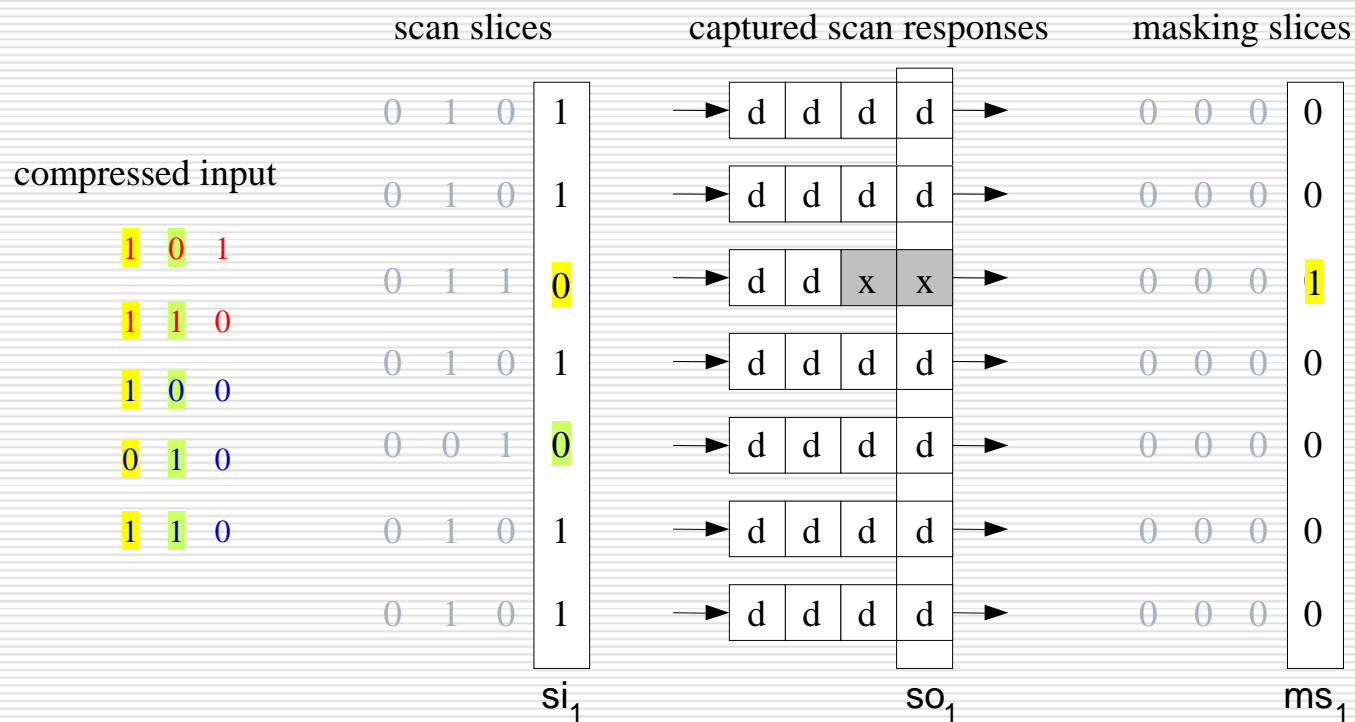 scan slices captured scan responses masking slices
0 1 0 1 d d d d 0 0 0 0
compressed input
0 1 0 1 d d d d 0 0 0 0
1 0 1
0 1 1 0 d d x x 0 0 0 1
1 1 0
0 1 0 1 d d d d 0 0 0 0
1 0 0
0 0 1 0 d d d d 0 0 0 0
0 1 0
0 1 0 1 d d d d 0 0 0 0
1 1 0
0 1 0 1 d d d d 0 0 0 0
si1 so1 ms1